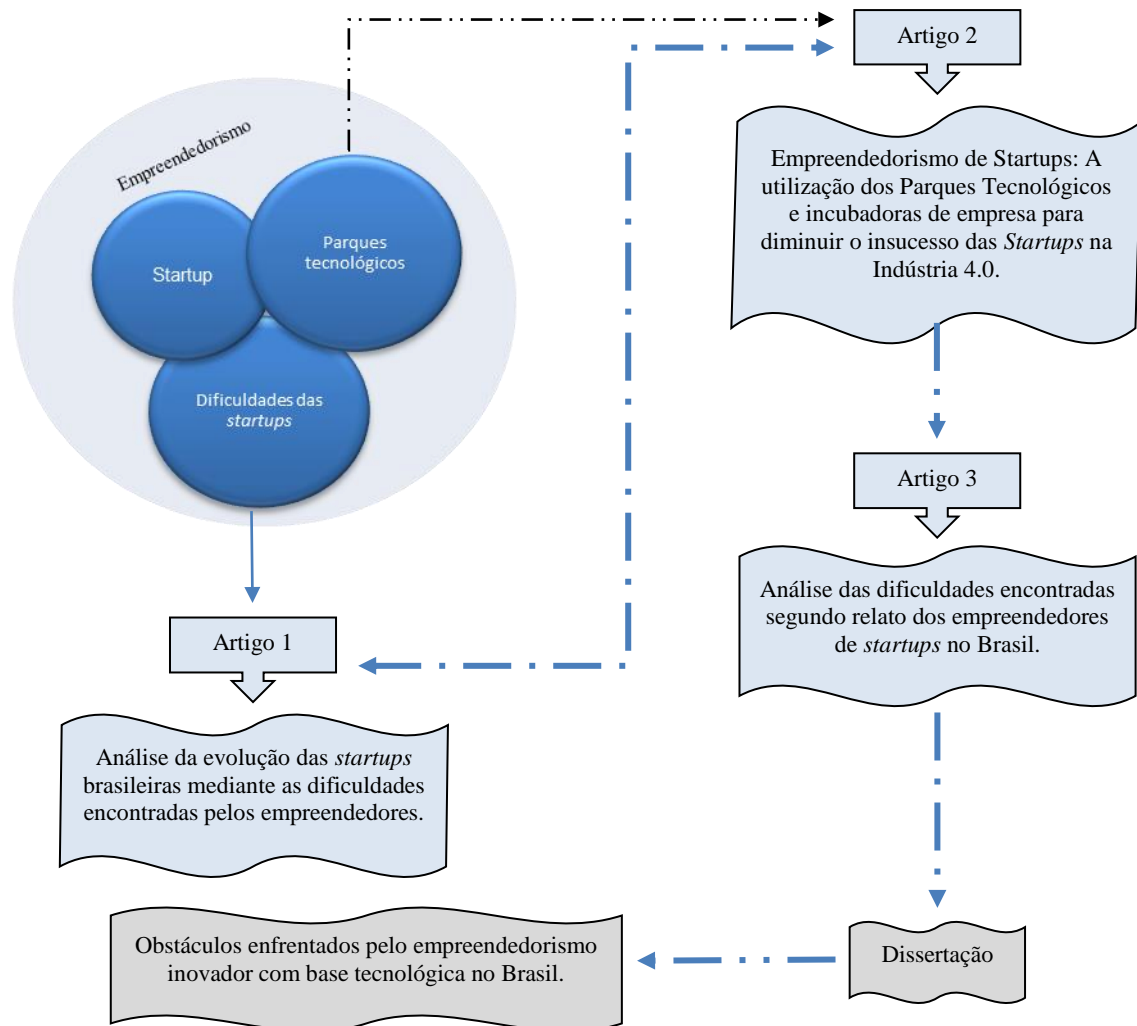 Empreendedorismo
Startup
Parques
tecnológicos
Dificuldades das
startups
Artigo 1
Análise da evolução das startups
brasileiras mediante as dificuldades
encontradas pelos empreendedores.
Artigo 2
Empreendedorismo de Startups: A
utilização dos Parques Tecnológicos
e incubadoras de empresa para
diminuir o insucesso das Startups na
Indústria 4.0.
Artigo 3
Análise das dificuldades encontradas
segundo relato dos empreendedores
de startups no Brasil.
Dissertação
Obstáculos enfrentados pelo empreendedorismo
inovador com base tecnológica no Brasil.